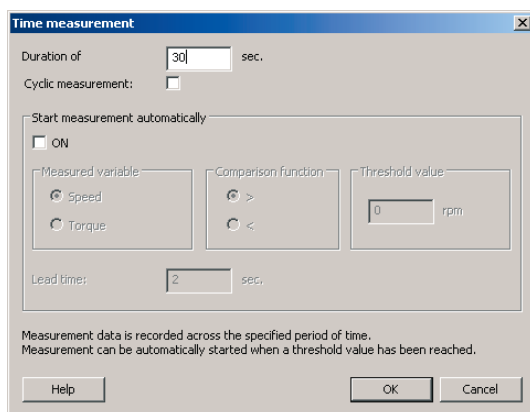 Time measurement
Duration of 30 sec.
Cyclic measurement:
Start measurement automatically
ON
Measured variable Comparison function Threshold value
Speed > 0 rpm
Torque <
Lead time: 2 sec.
Measurement data is recorded across the specified period of time.
Measurement can be automatically started when a threshold value has been reached.
Help OK Cancel